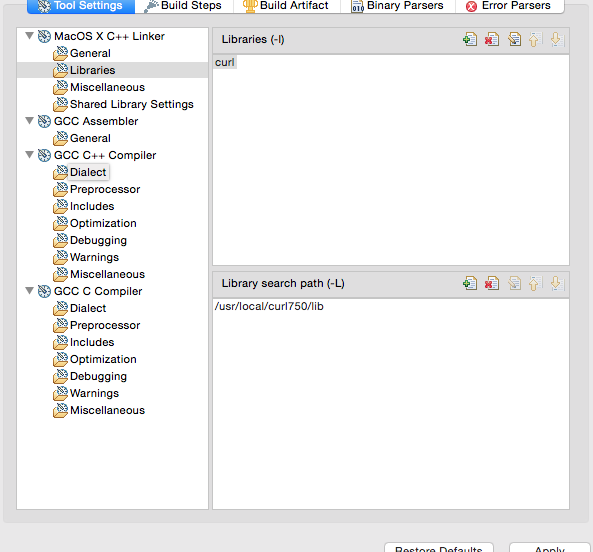 Tool Settings
Build Steps
Build Artifact
Binary Parsers
Error Parsers
MacOS X C++ Linker
General
Libraries
Miscellaneous
Shared Library Settings
GCC Assembler
General
GCC C++ Compiler
Dialect
Preprocessor
Includes
Optimization
Debugging
Warnings
Miscellaneous
GCC C Compiler
Dialect
Preprocessor
Includes
Optimization
Debugging
Warnings
Miscellaneous
Libraries (-l)
curl
Library search path (-L)
/usr/local/curl750/lib
Restore Defaults
Apply